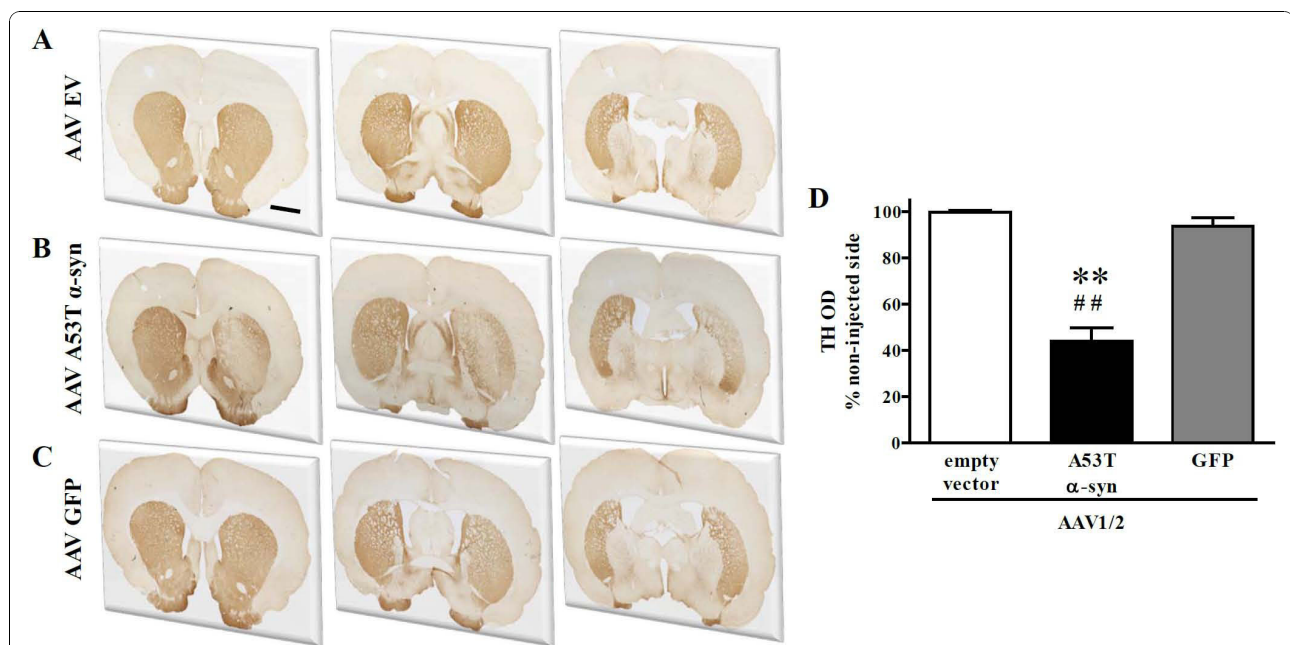 A
AAV EV
B
AAV A53T α-syn
C
AAV GFP
D
TH OD
% non-injected side
100
80
60
40
20
0
**
##
empty
vector
A53T
α-syn
GFP
AAV1/2